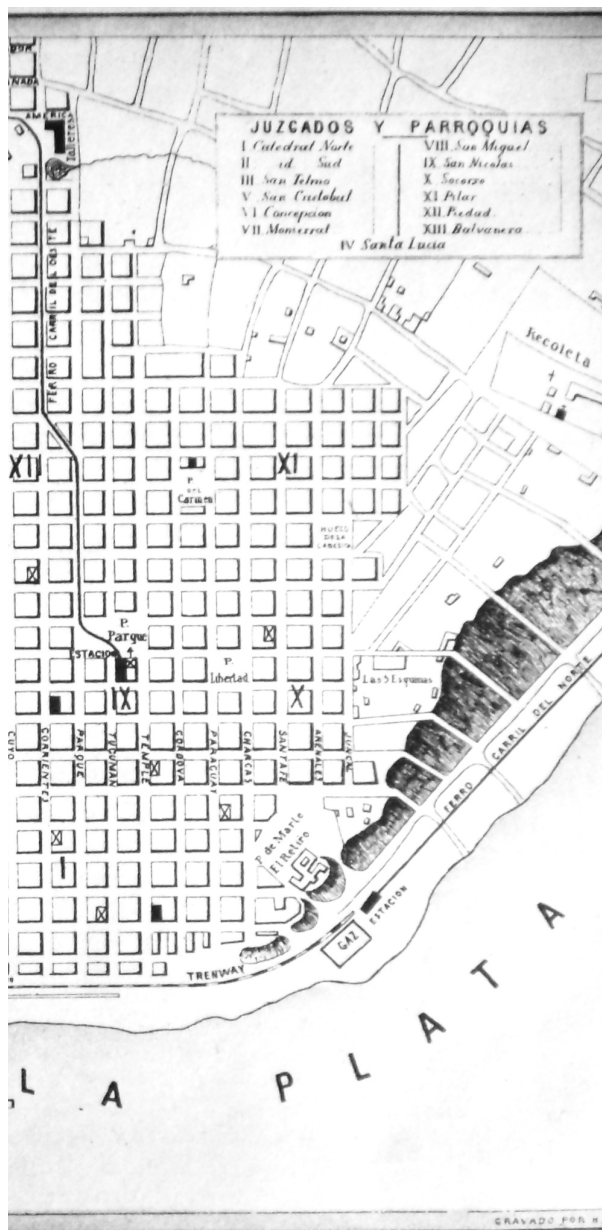 AMERICA
Talleres
JUZGADOS Y PARROQUIAS
I Catedral Norte
II id Sud
III San Telmo
V San Cristobal
VI Concepcion
VII Monserrat
VIII San Miguel
IX San Nicolas
X Socorro
XI Pilar
XII Piedad
XIII Balvanera
IV Santa Lucia
FERRO CARRIL DEL OESTE
Recoleta
XII
XI
P.
DEL
Carmen
HUECO
DE LA
CABECITA
P.
Parque
ESTACION
P.
Libertad
Las 5 Esquinas
IX
X
CUYO
CORRIENTES
PARQUE
TUCUMAN
TEMPLE
CORDOVA
PARAGUAY
CHARCAS
SANTA FE
ARENALES
JUNCAL
FERRO CARRIL DEL NORTE
P. de Marte
El Retiro
ESTACION
GAZ
TRENWAY
LA PLATA
GRAVADO POR